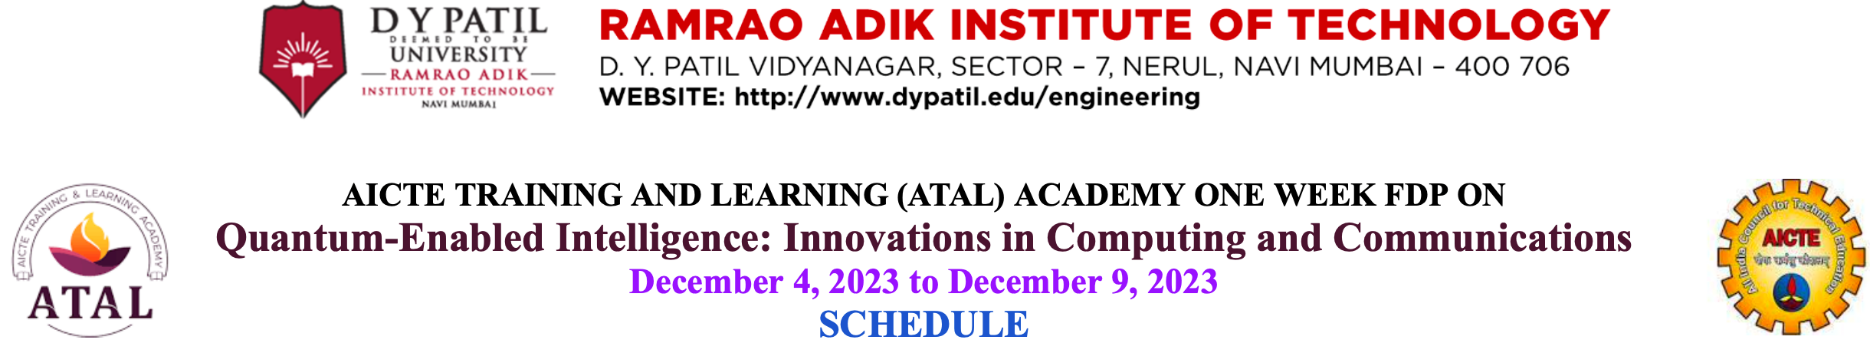 D Y PATIL
DEEMED TO BE
UNIVERSITY
RAMRAO ADIK
INSTITUTE OF TECHNOLOGY
NAVI MUMBAI
RAMRAO ADIK INSTITUTE OF TECHNOLOGY
D. Y. PATIL VIDYANAGAR, SECTOR – 7, NERUL, NAVI MUMBAI – 400 706
WEBSITE: http://www.dypatil.edu/engineering
AICTE TRAINING & LEARNING ACADEMY
ATAL
AICTE TRAINING AND LEARNING (ATAL) ACADEMY ONE WEEK FDP ON
Quantum-Enabled Intelligence: Innovations in Computing and Communications
December 4, 2023 to December 9, 2023
SCHEDULE
All India Council for Technical Education
AICTE